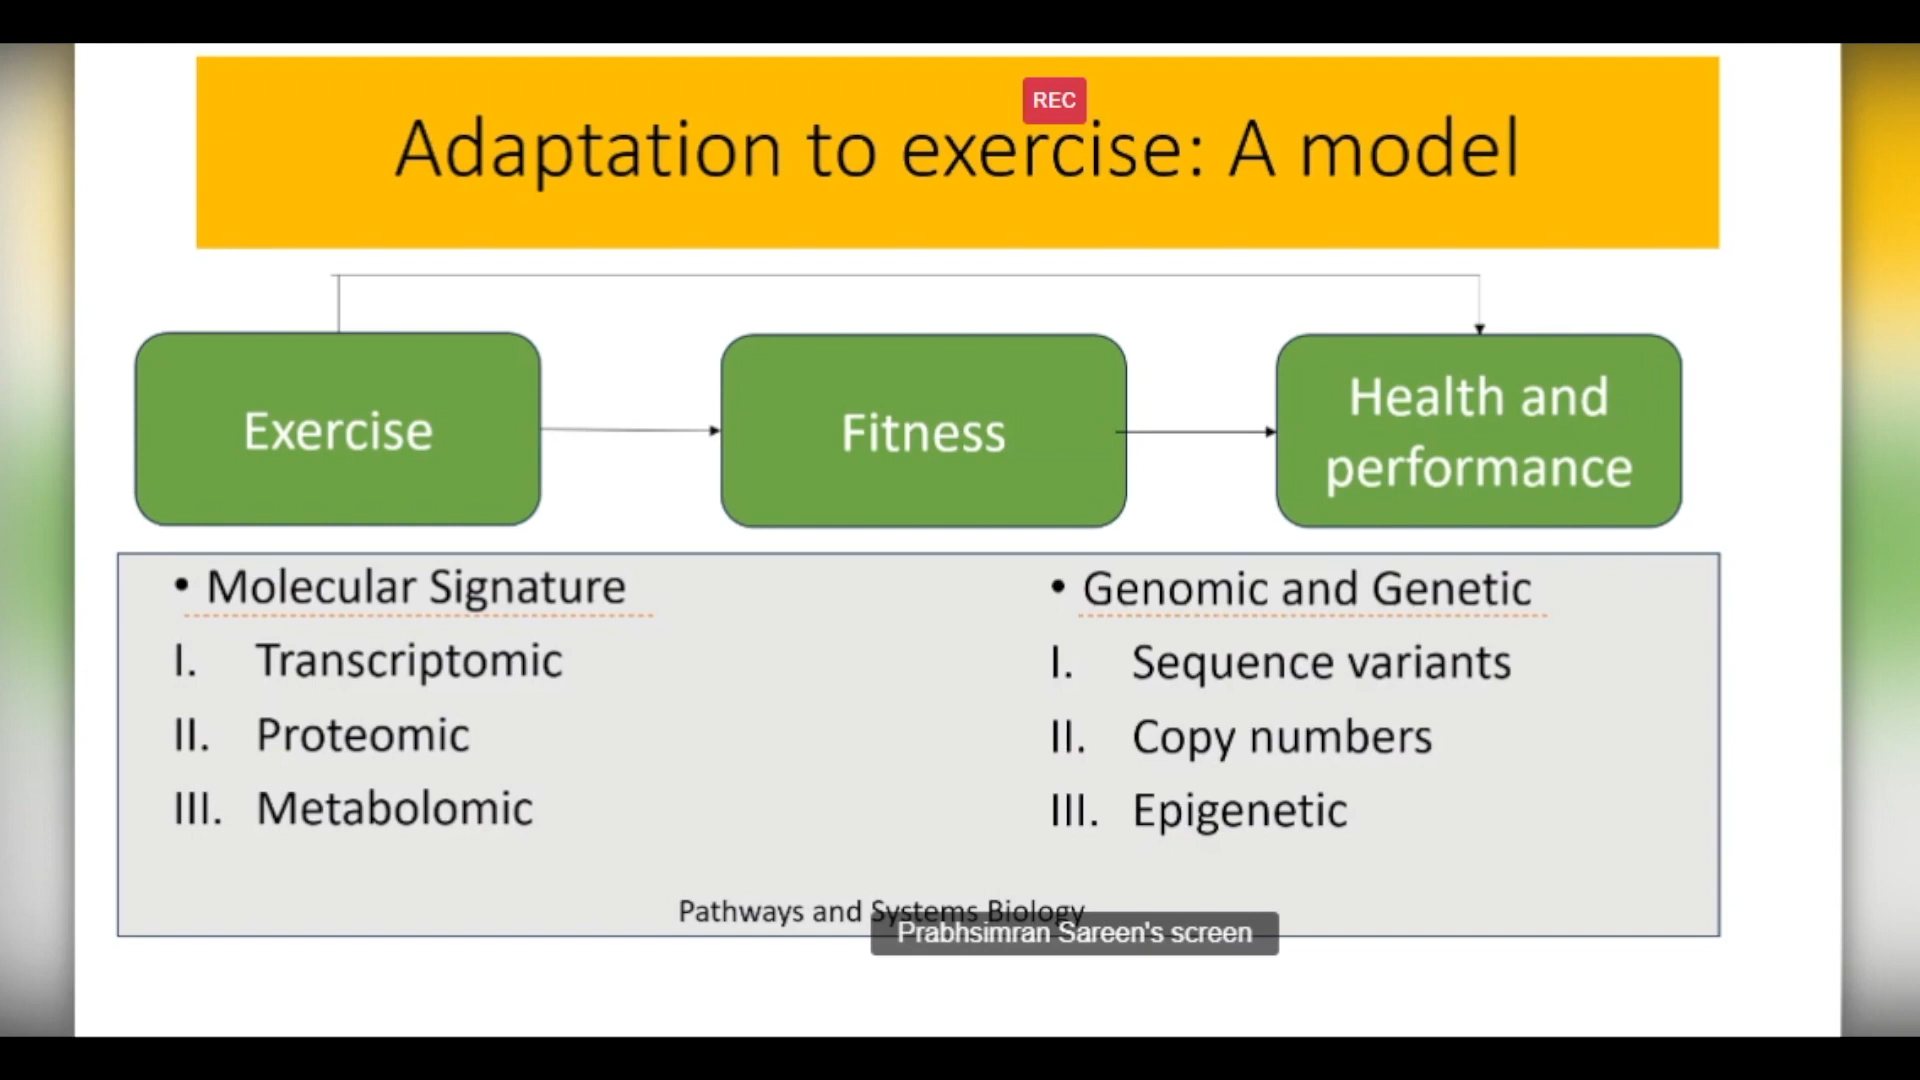 REC
Adaptation to exercise: A model
Exercise
Fitness
Health and
performance
• Molecular Signature
I. Transcriptomic
II. Proteomic
III. Metabolomic
• Genomic and Genetic
I. Sequence variants
II. Copy numbers
III. Epigenetic
Pathways and Systems Biology
Prabhsimran Sareen's screen